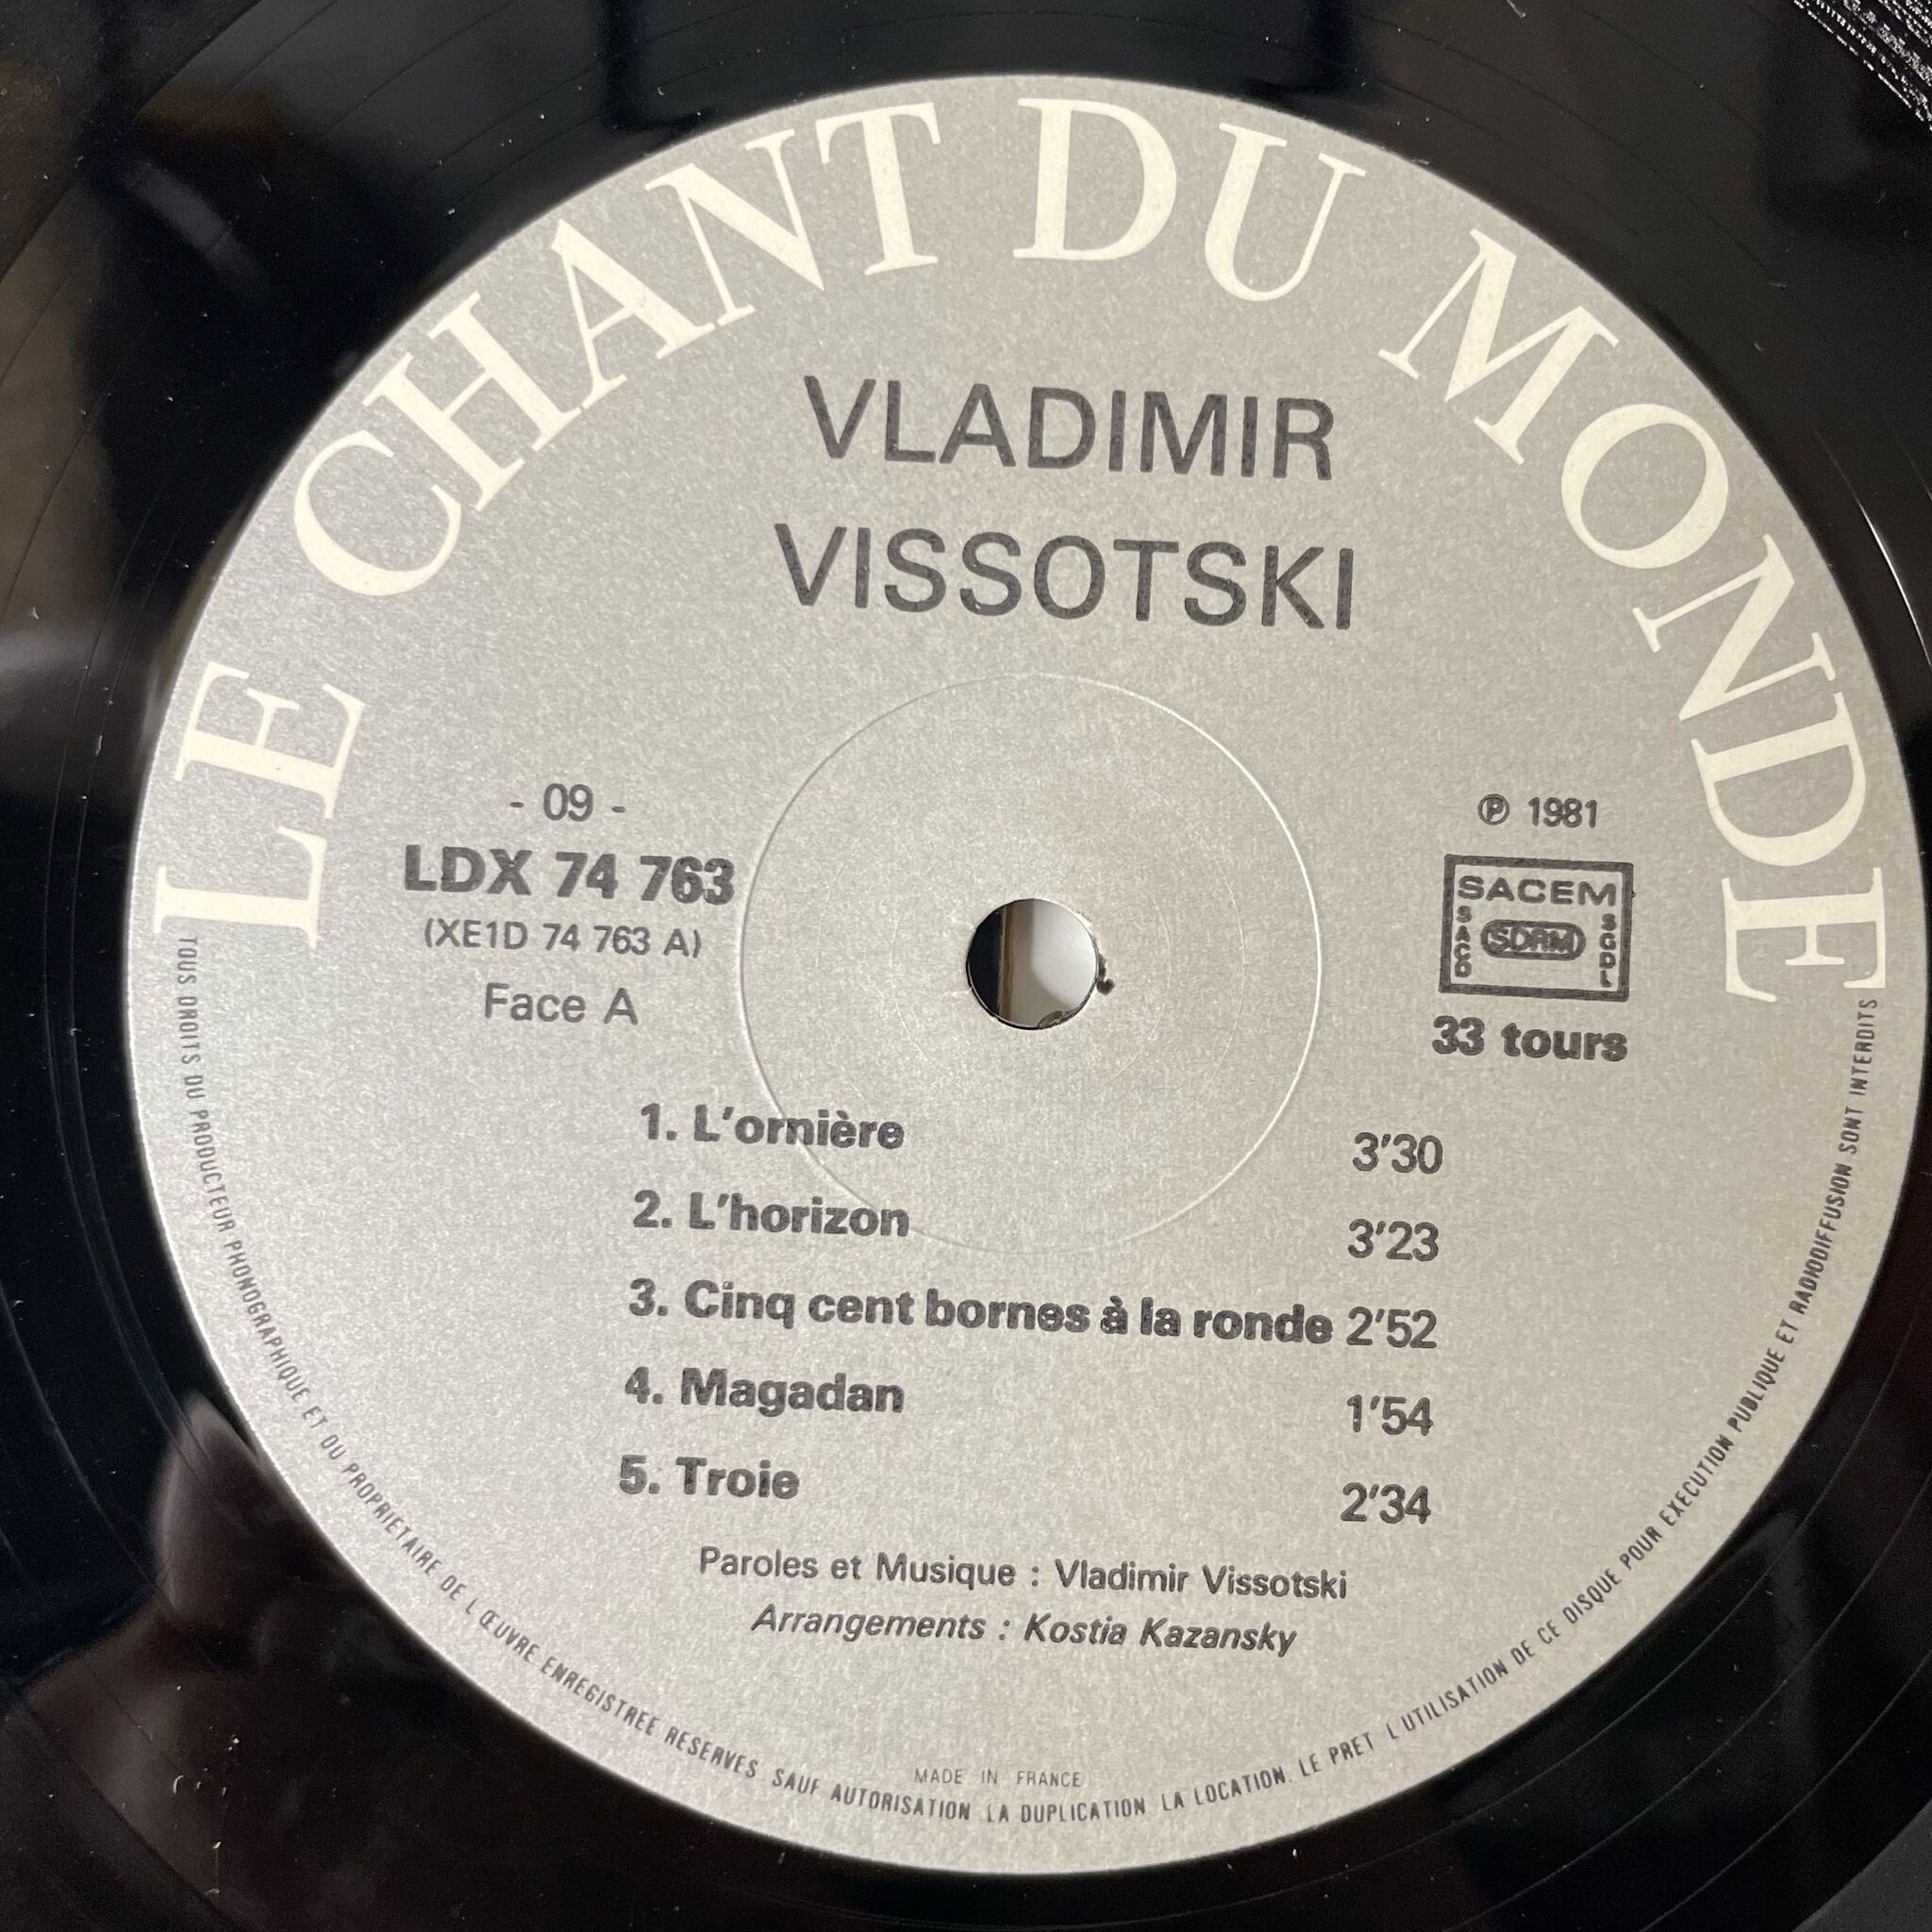 LE CHANT DU MONDE
VLADIMIR
VISSOTSKI
- 09 -
LDX 74 763
(XE1D 74 763 A)
Face A
℗ 1981
SACEM
SACD
SDRM
SGDL
33 tours
1. L'ornière 3'30
2. L'horizon 3'23
3. Cinq cent bornes à la ronde 2'52
4. Magadan 1'54
5. Troie 2'34
Paroles et Musique : Vladimir Vissotski
Arrangements : Kostia Kazansky
MADE IN FRANCE
TOUS DROITS DU PRODUCTEUR PHONOGRAPHIQUE ET DU PROPRIETAIRE DE L'ŒUVRE ENREGISTREE RESERVES SAUF AUTORISATION LA DUPLICATION LA LOCATION. LE PRET L'UTILISATION DE CE DISQUE POUR EXECUTION PUBLIQUE ET RADIODIFFUSION SONT INTERDITS